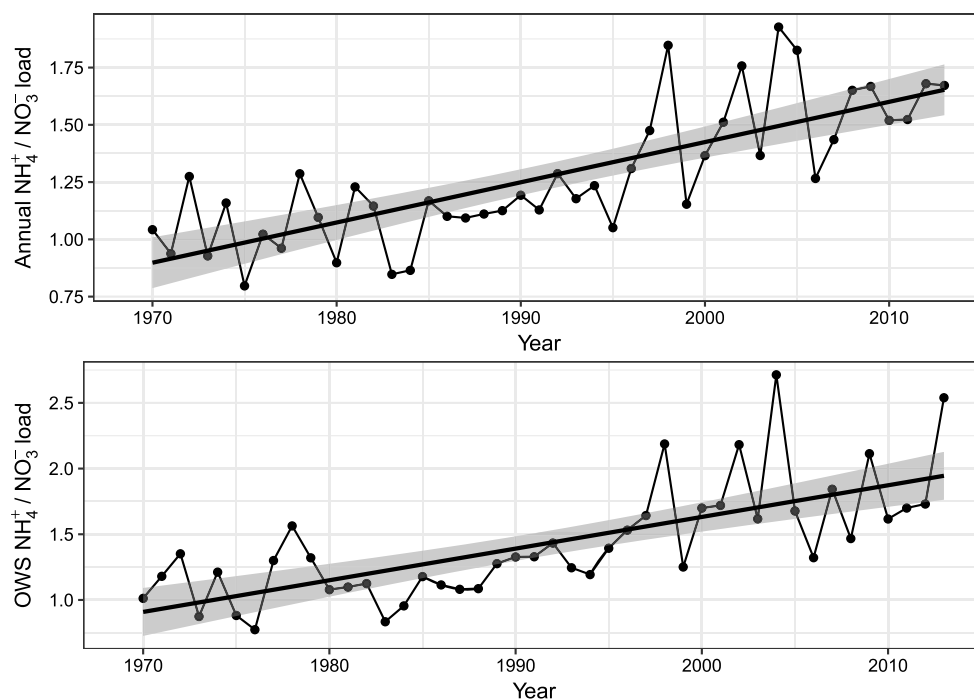 Annual NH₄⁺ / NO₃⁻ load
1.75
1.50
1.25
1.00
0.75
1970 1980 1990 2000 2010
Year
OWS NH₄⁺ / NO₃⁻ load
2.5
2.0
1.5
1.0
1970 1980 1990 2000 2010
Year